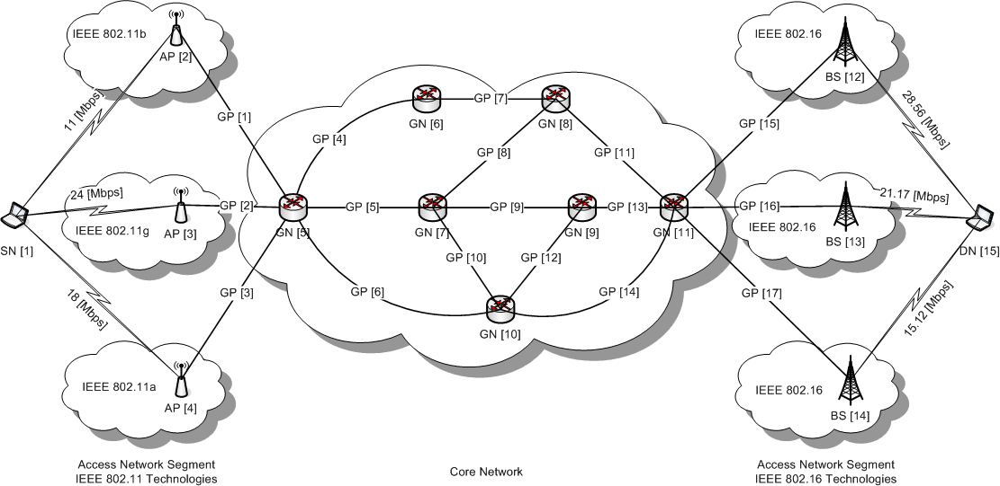 IEEE 802.11b
AP [2]
11 [Mbps]
GP [1]
SN [1]
24 [Mbps]
IEEE 802.11g
AP [3]
GP [2]
18 [Mbps]
GP [3]
IEEE 802.11a
AP [4]
Access Network Segment
IEEE 802.11 Technologies
GN [5]
GP [4]
GN [6]
GP [7]
GN [8]
GP [8]
GP [11]
GP [5]
GN [7]
GP [9]
GN [9]
GP [13]
GN [11]
GP [10]
GP [12]
GP [6]
GP [14]
GN [10]
Core Network
IEEE 802.16
BS [12]
GP [15]
28.56 [Mbps]
GP [16]
IEEE 802.16
BS [13]
21.17 [Mbps]
DN [15]
GP [17]
15.12 [Mbps]
IEEE 802.16
BS [14]
Access Network Segment
IEEE 802.16 Technologies